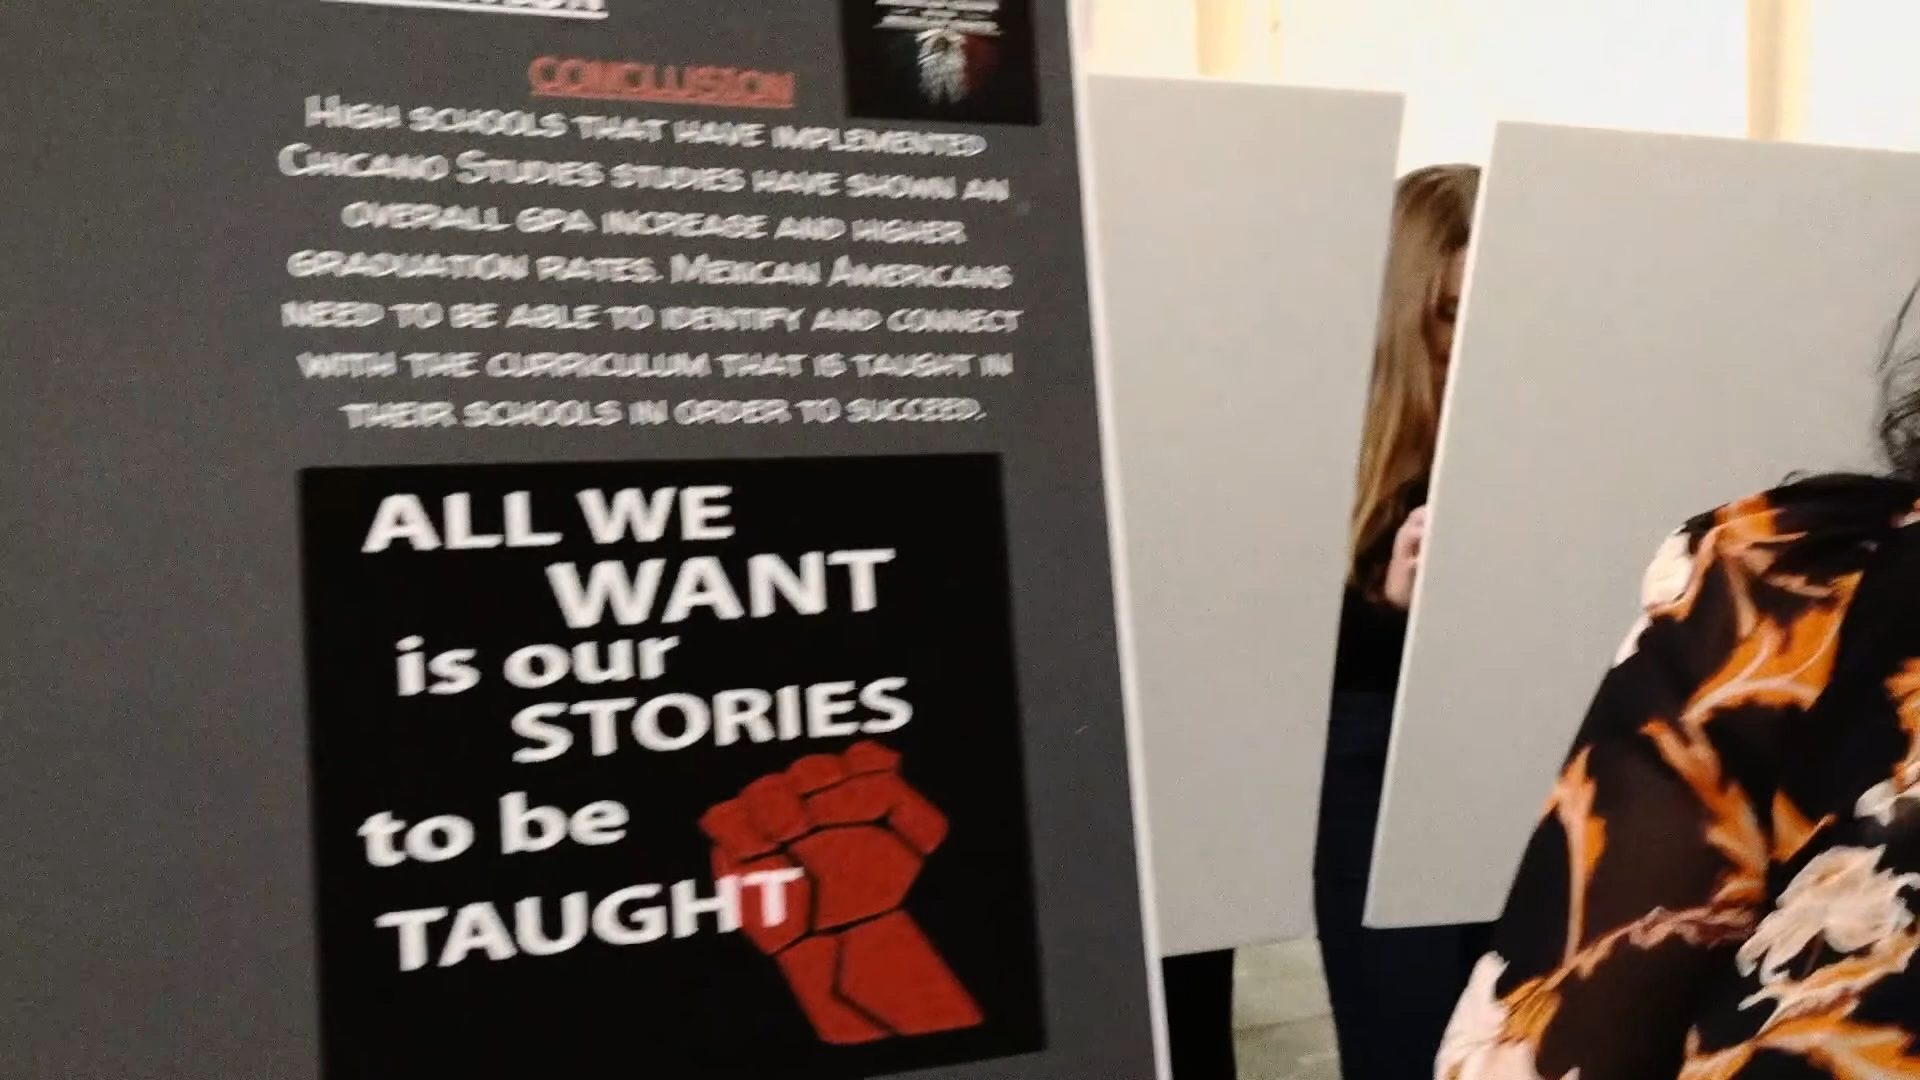 CONCLUSION
HIGH SCHOOLS THAT HAVE IMPLEMENTED
CHICANO STUDIES STUDIES HAVE SHOWN AN
OVERALL GPA INCREASE AND HIGHER
GRADUATION RATES. MEXICAN AMERICANS
NEED TO BE ABLE TO IDENTIFY AND CONNECT
WITH THE CURRICULUM THAT IS TAUGHT IN
THEIR SCHOOLS IN ORDER TO SUCCEED.
ALL WE
WANT
is our
STORIES
to be
TAUGHT